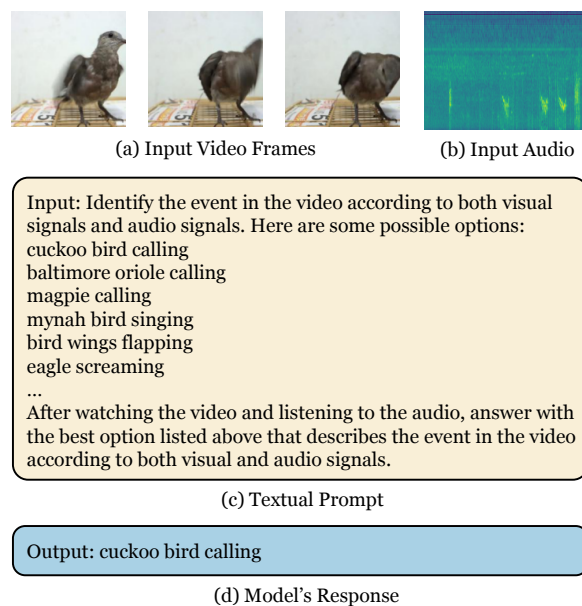 (a) Input Video Frames
(b) Input Audio
Input: Identify the event in the video according to both visual
signals and audio signals. Here are some possible options:
cuckoo bird calling
baltimore oriole calling
magpie calling
mynah bird singing
bird wings flapping
eagle screaming
...
After watching the video and listening to the audio, answer with
the best option listed above that describes the event in the video
according to both visual and audio signals.
(c) Textual Prompt
Output: cuckoo bird calling
(d) Model's Response